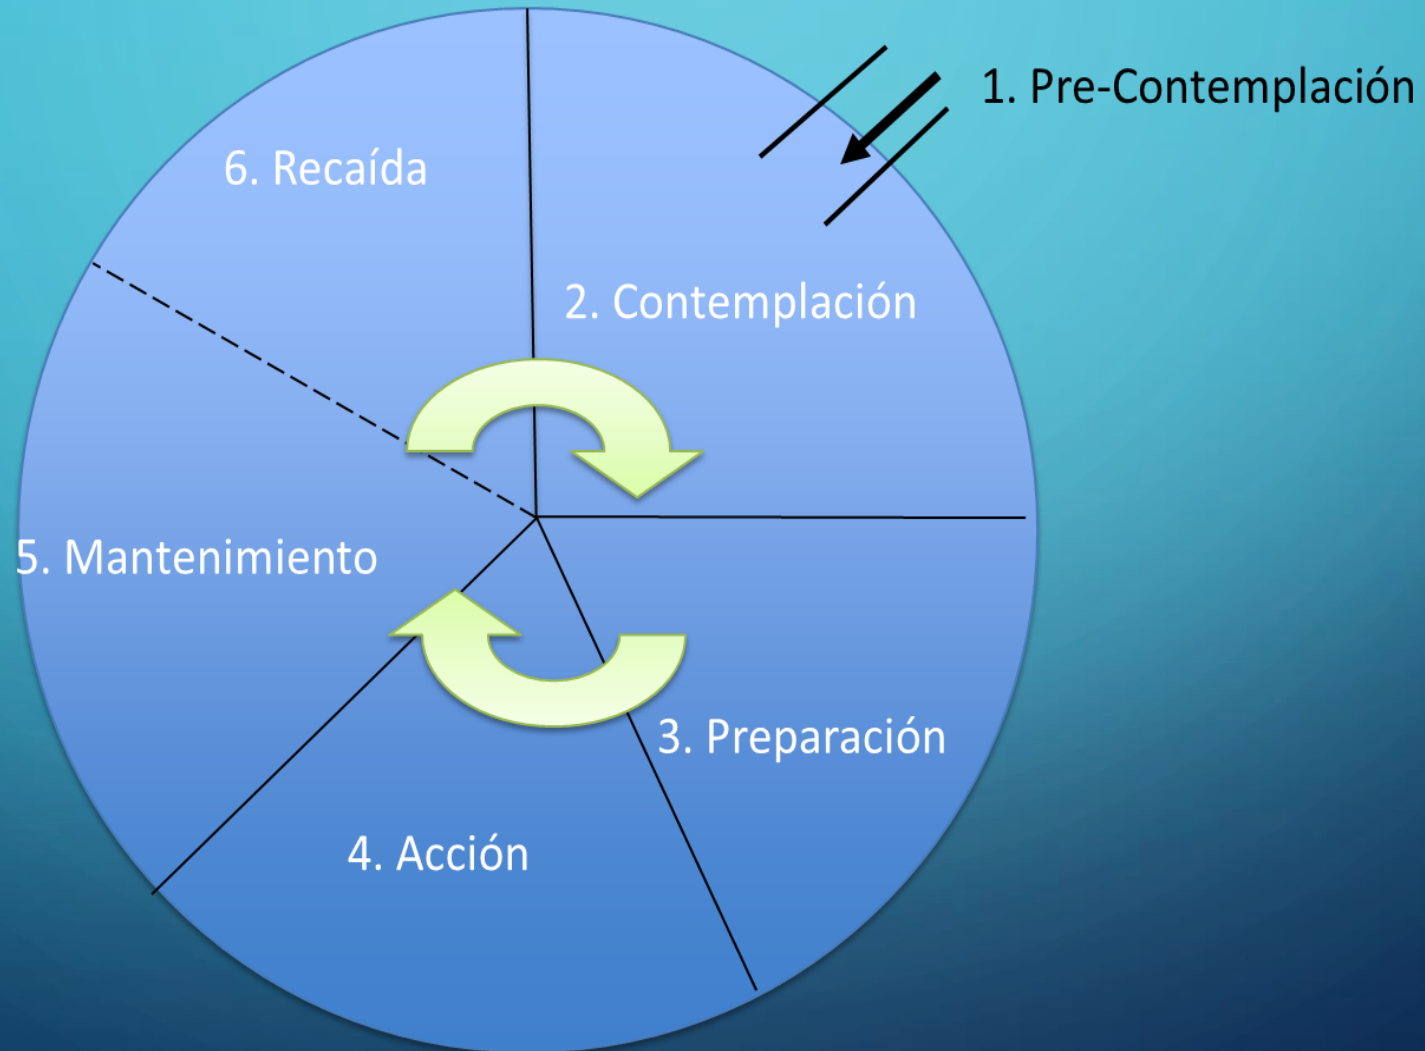 1. Pre-Contemplación
6. Recaída
2. Contemplación
5. Mantenimiento
3. Preparación
4. Acción